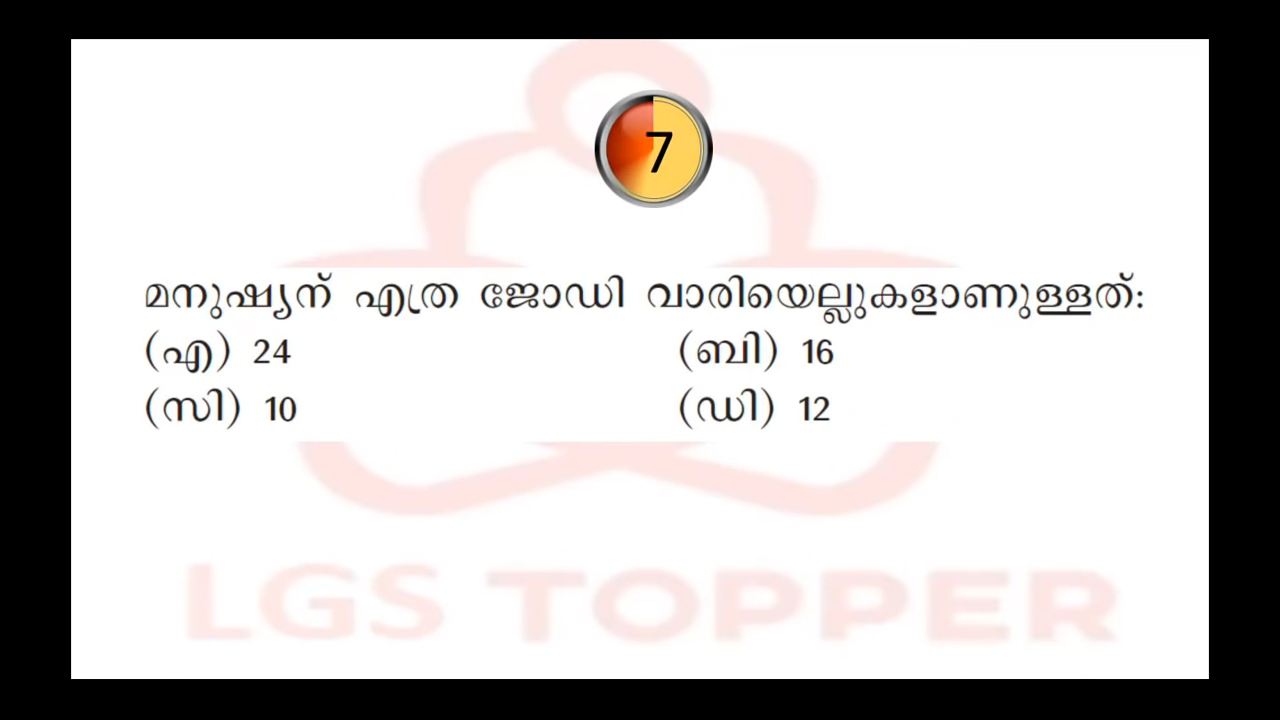 7
മനുഷ്യന് എത്ര ജോഡി വാരിയെല്ലുകളാണുള്ളത്:
(എ) 24 (ബി) 16
(സി) 10 (ഡി) 12
LGS TOPPER